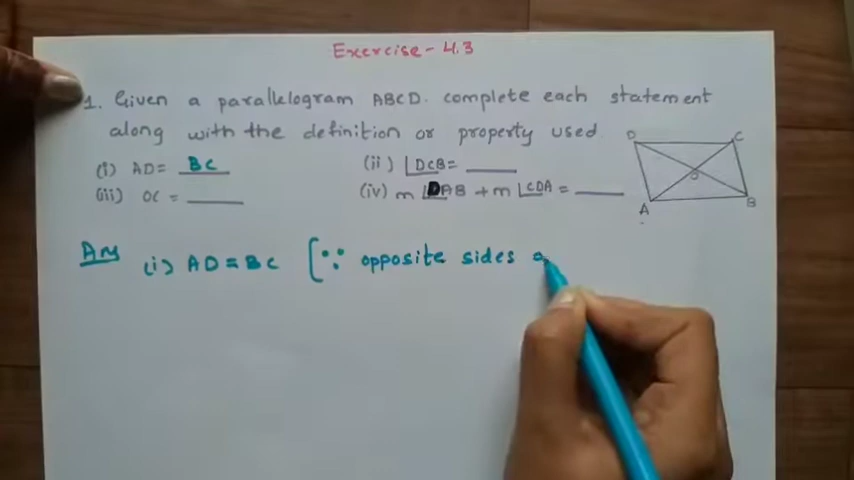 Exercise - 4.3
1. Given a parallelogram ABCD. complete each statement
along with the definition or property used.
(i) AD = BC
(ii) ∠DCB = ______
(iii) OC = ______
(iv) m ∠DAB + m ∠CDA = ______
D C
O
A B
Ans (i) AD = BC [∵ opposite sides o